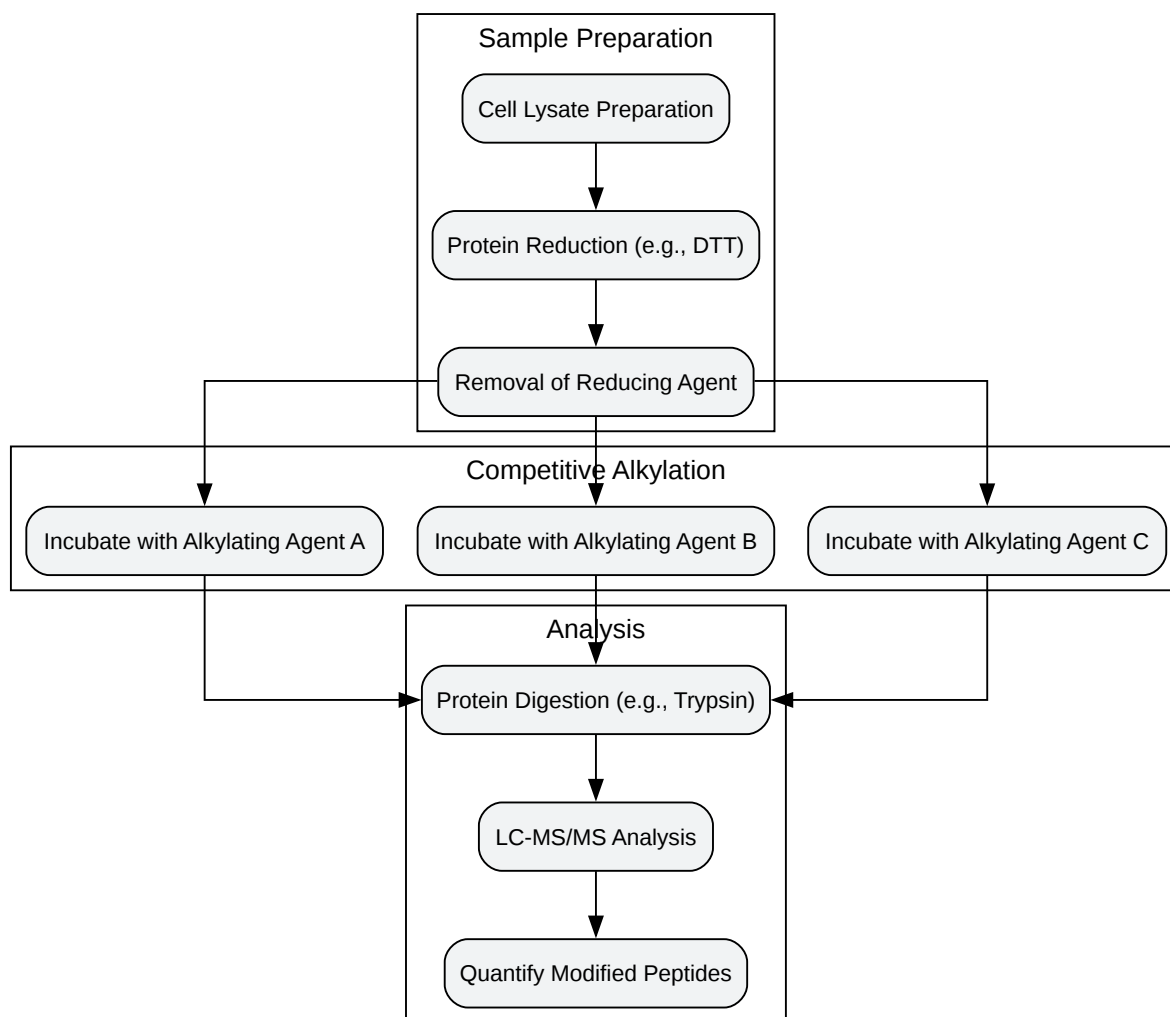 Sample Preparation
Cell Lysate Preparation
Protein Reduction (e.g., DTT)
Removal of Reducing Agent
Competitive Alkylation
Incubate with Alkylating Agent A
Incubate with Alkylating Agent B
Incubate with Alkylating Agent C
Analysis
Protein Digestion (e.g., Trypsin)
LC-MS/MS Analysis
Quantify Modified Peptides